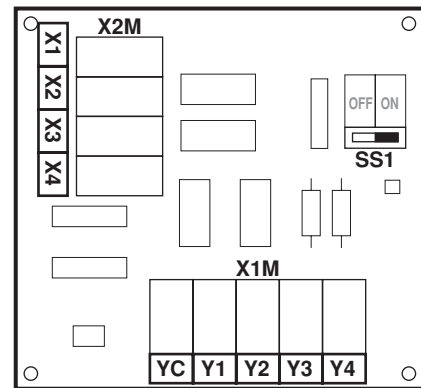 X2M
X1
X2
X3
X4
OFF ON
SS1
X1M
YC Y1 Y2 Y3 Y4